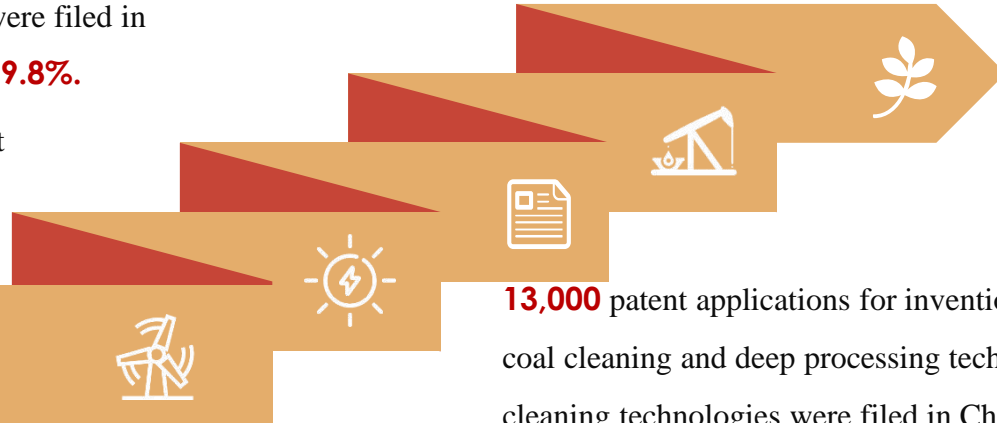 were filed in
9.8%.
t
13,000 patent applications for inventio
coal cleaning and deep processing tech
cleaning technologies were filed in Ch